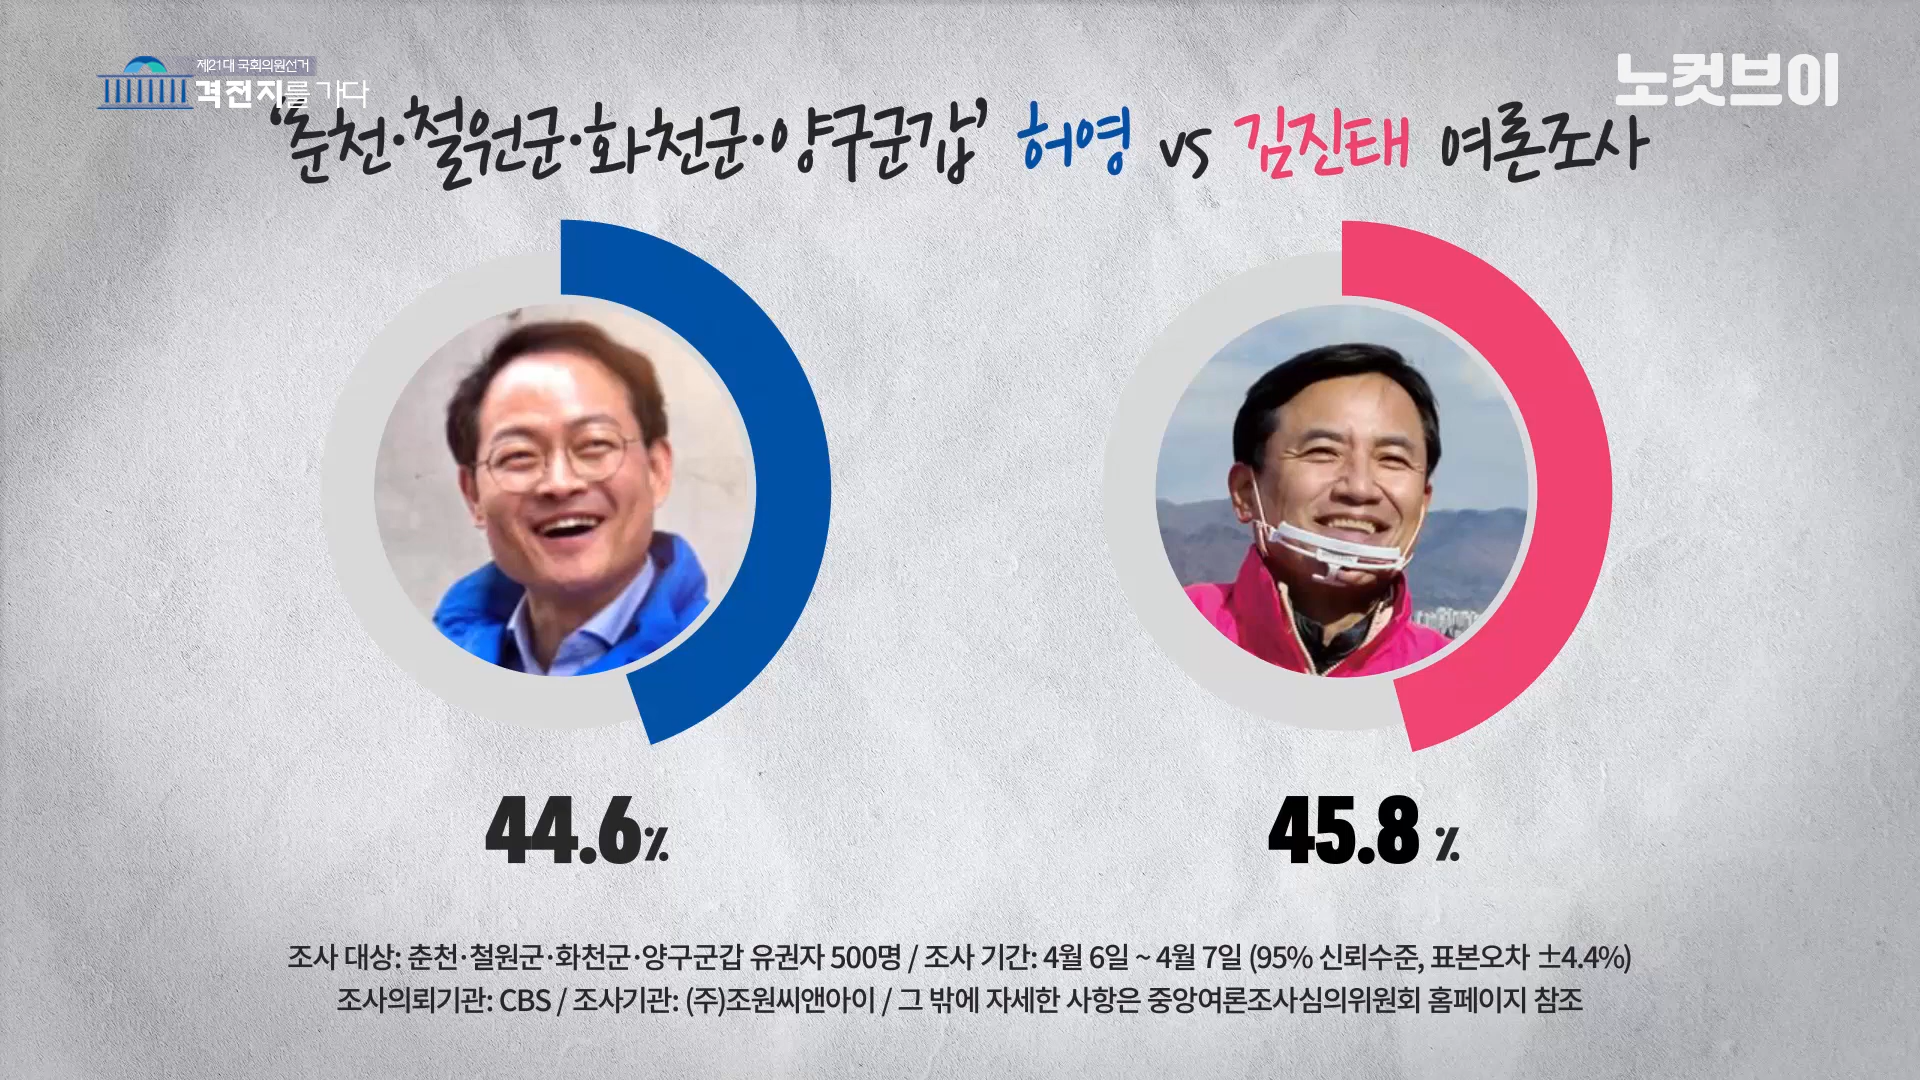 제21대 국회의원선거
격전지를 가다
노컷브이
'춘천·철원군·화천군·양구군갑' 허영 vs 김진태 여론조사
44.6%
45.8 %
조사 대상: 춘천·철원군·화천군·양구군갑 유권자 500명 / 조사 기간: 4월 6일 ~ 4월 7일 (95% 신뢰수준, 표본오차 ±4.4%)
조사의뢰기관: CBS / 조사기관: (주)조원씨앤아이 / 그 밖에 자세한 사항은 중앙여론조사심의위원회 홈페이지 참조